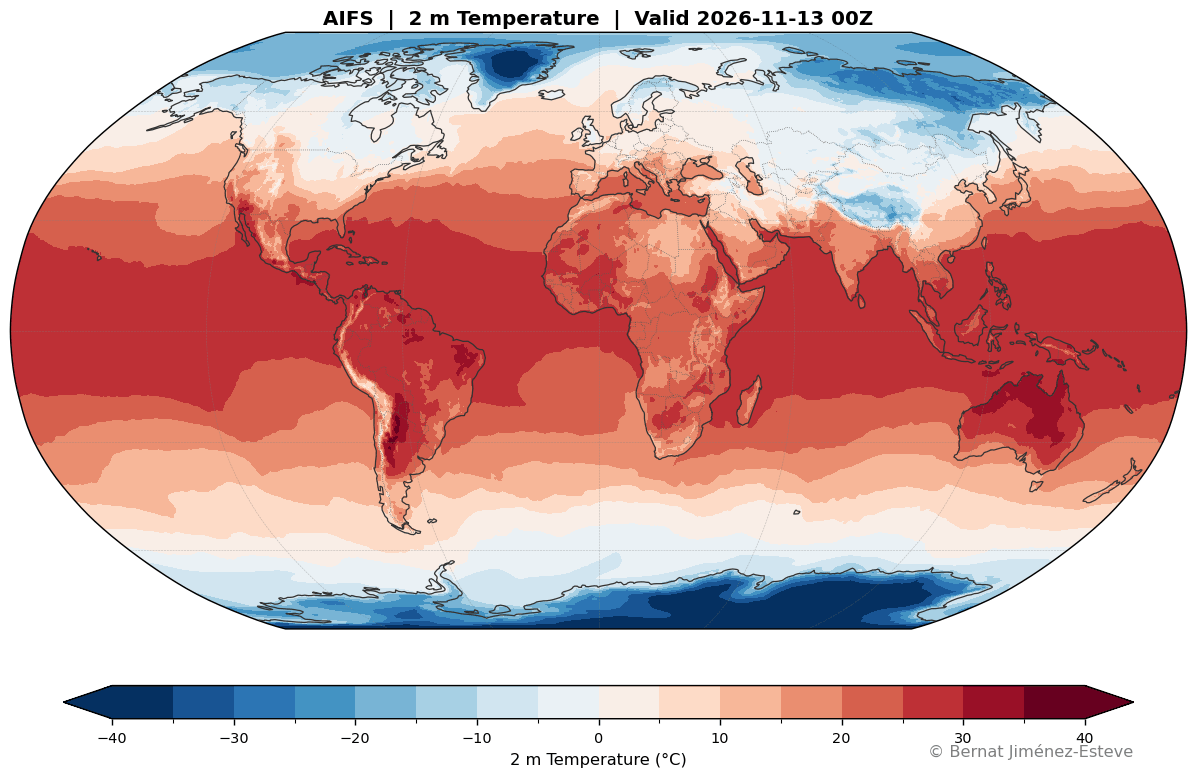 AIFS | 2 m Temperature | Valid 2026-11-13 00Z
−40 −30 −20 −10 0 10 20 30 40
2 m Temperature (°C)
© Bernat Jiménez-Esteve